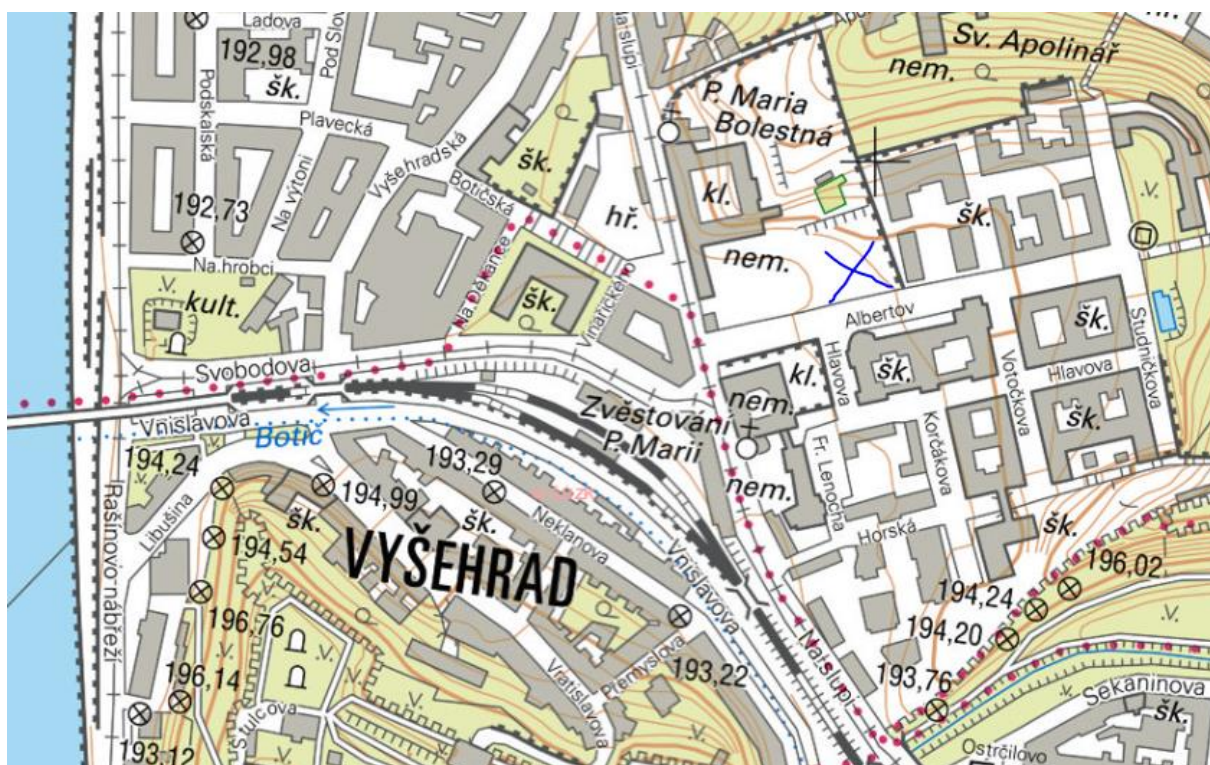 Ladova
192,98
šk.
Pod Slo
Podskalská
Plavecká
Na Výtoni
Vyšehradská
192,73
Na hrobci
kult.
Na slupi
Apo
Sv. Apolinář
nem.
hř.
P. Maria
Bolestná
šk.
Botičská
hř.
kl.
šk.
.V.
nem.
Na Děkance
šk.
Vinařického
Albertov
šk.
Studničkova
Svobodova
Hlavova
kl.
šk.
Votočkova
Hlavova
Vnislavova
Botič
Zvěstování
P. Marii
nem.
šk.
Korčákova
194,24
193,29
Fr. Lenocha
nem.
194,99
Neklanova
Rašínovo nábřeží
Libušina
šk.
šk.
Horská
šk.
194,54
VYŠEHRAD
Vnislavova
196,02
194,24
196,76
194,20
.V.
Přemyslova
193,22
Na slupi
193,76
.V.
196,14
Štulcova
Vratislavova
Sekaninova
šk.
193,12
.V.
Ostrčilovo